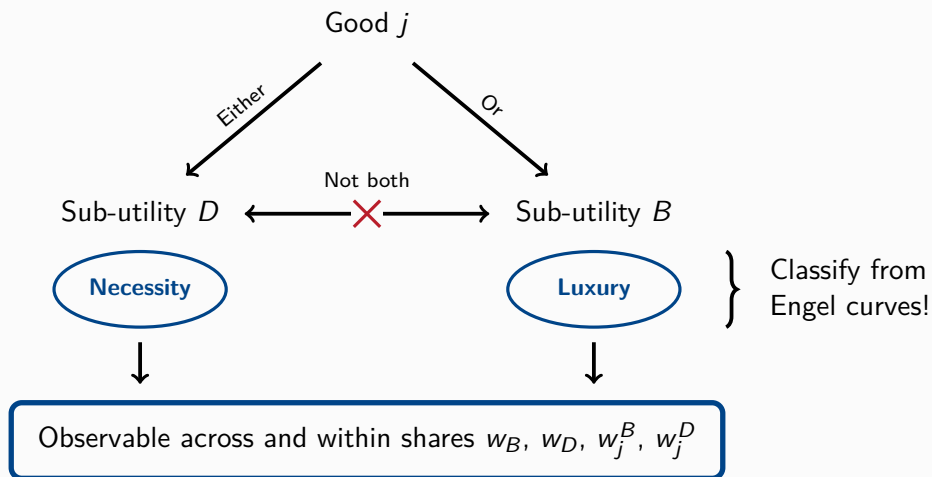 Good j
Either
Or
Not both
Sub-utility D
Sub-utility B
Necessity
Luxury
Classify from
Engel curves!
Observable across and within shares w_B, w_D, w_j^B, w_j^D